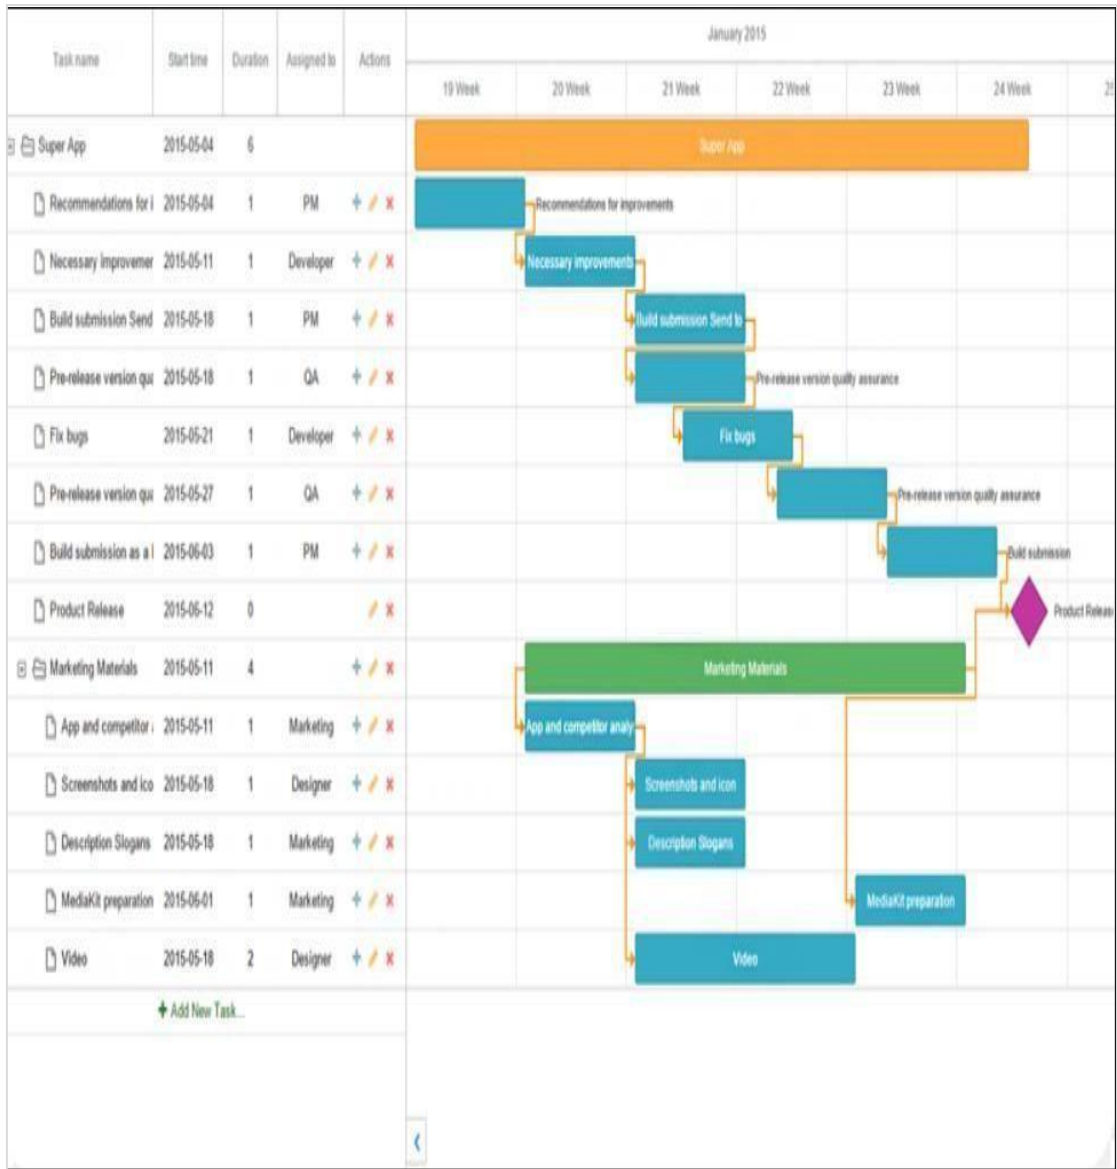 January 2015
Task name Start time Duration Assigned to Actions
19 Week 20 Week 21 Week 22 Week 23 Week 24 Week 25
Super App 2015-05-04 6 Super App
Recommendations for i 2015-05-04 1 PM Recommendations for improvements
Necessary improvemer 2015-05-11 1 Developer Necessary improvements
Build submission Send 2015-05-18 1 PM Build submission Send to
Pre-release version qua 2015-05-18 1 QA Pre-release version quality assurance
Fix bugs 2015-05-21 1 Developer Fix bugs
Pre-release version qua 2015-05-27 1 QA Pre-release version quality assurance
Build submission as a 2015-06-03 1 PM Build submission
Product Release 2015-06-12 0 Product Releas
Marketing Materials 2015-05-11 4 Marketing Materials
App and competitor 2015-05-11 1 Marketing App and competitor analy
Screenshots and ico 2015-05-18 1 Designer Screenshots and icon
Description Slogans 2015-05-18 1 Marketing Description Slogans
MediaKit preparation 2015-06-01 1 Marketing MediaKit preparation
Video 2015-05-18 2 Designer Video
Add New Task...